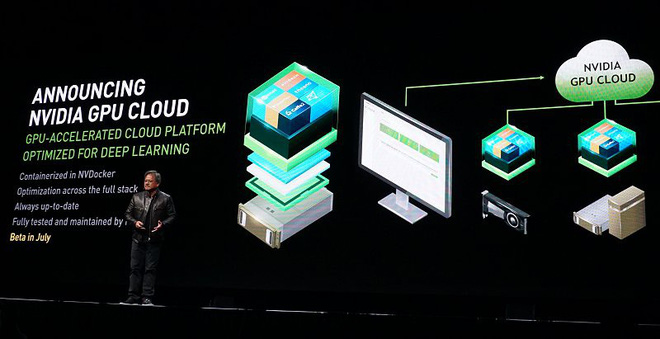 ANNOUNCING
NVIDIA GPU CLOUD
GPU-ACCELERATED CLOUD PLATFORM
OPTIMIZED FOR DEEP LEARNING
Containerized in NVDocker
Optimization across the full stack
Always up-to-date
Fully tested and maintained by
Beta in July
NVIDIA
GPU CLOUD